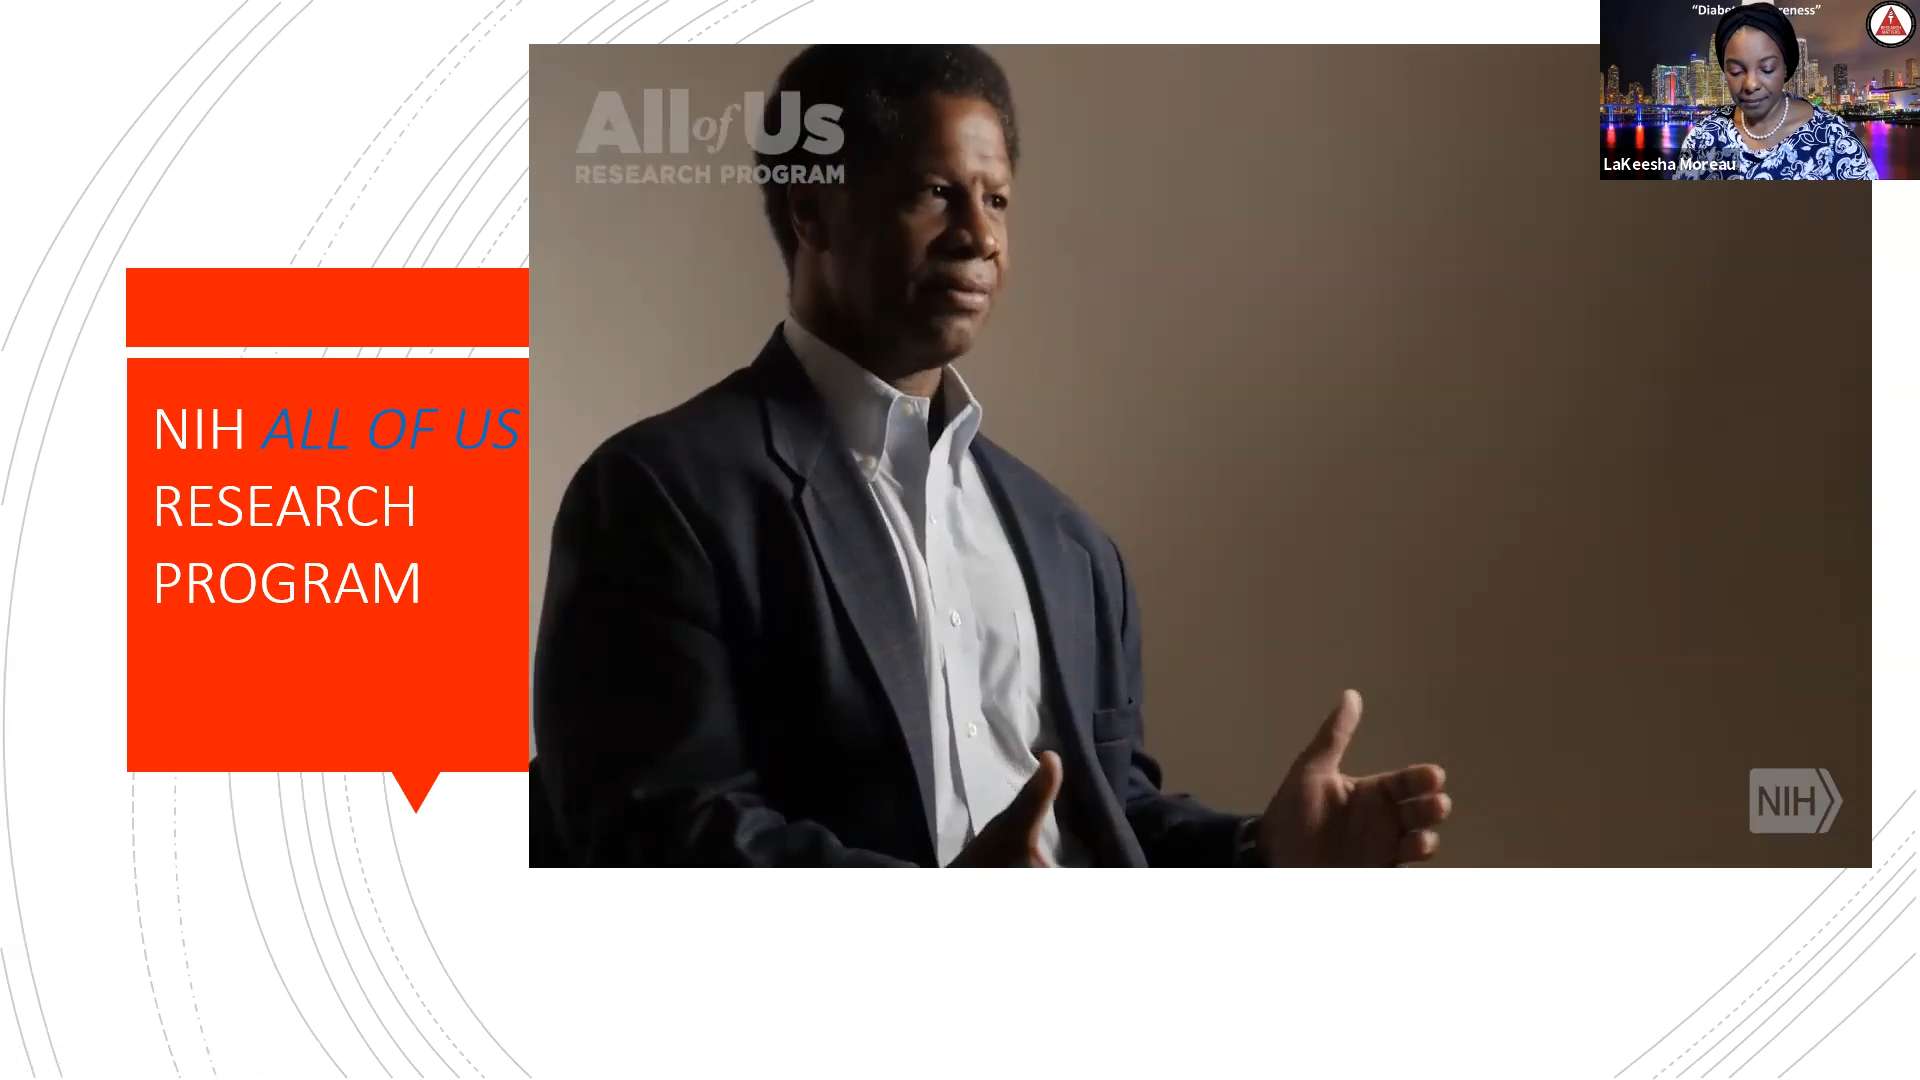 NIH ALL OF US
RESEARCH
PROGRAM
All of Us
RESEARCH PROGRAM
NIH
LaKeesha Moreau